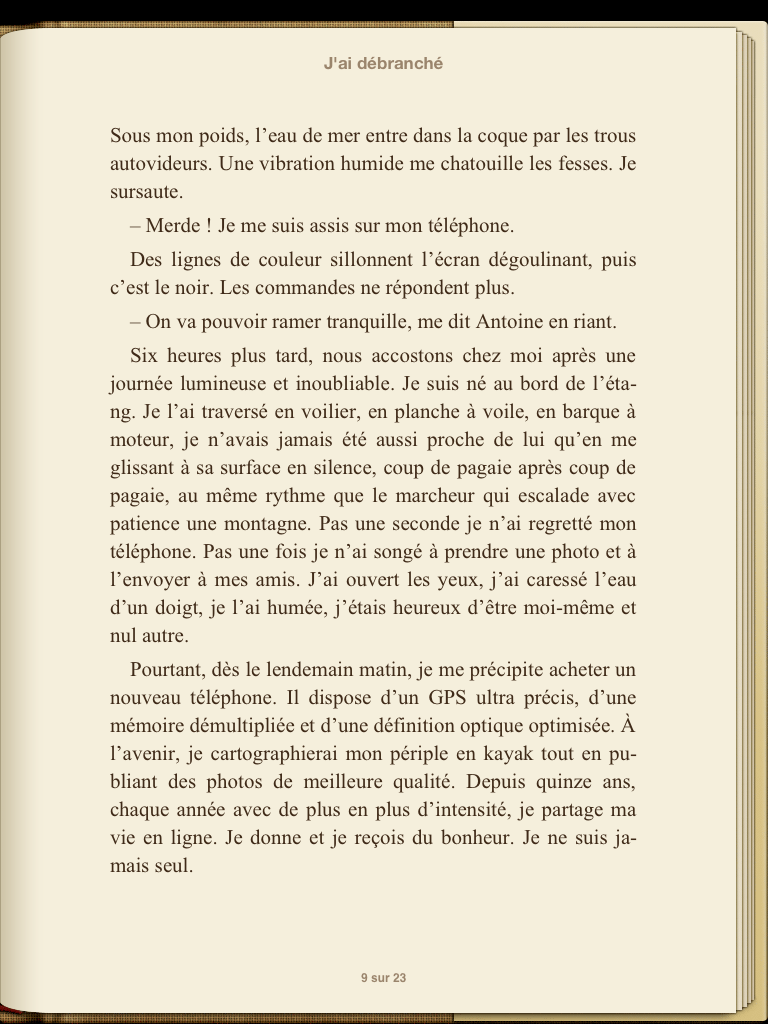 J'ai débranché
Sous mon poids, l’eau de mer entre dans la coque par les trous
autovideurs. Une vibration humide me chatouille les fesses. Je
sursaute.
– Merde ! Je me suis assis sur mon téléphone.
Des lignes de couleur sillonnent l’écran dégoulinant, puis
c’est le noir. Les commandes ne répondent plus.
– On va pouvoir ramer tranquille, me dit Antoine en riant.
Six heures plus tard, nous accostons chez moi après une
journée lumineuse et inoubliable. Je suis né au bord de l’éta-
ng. Je l’ai traversé en voilier, en planche à voile, en barque à
moteur, je n’avais jamais été aussi proche de lui qu’en me
glissant à sa surface en silence, coup de pagaie après coup de
pagaie, au même rythme que le marcheur qui escalade avec
patience une montagne. Pas une seconde je n’ai regretté mon
téléphone. Pas une fois je n’ai songé à prendre une photo et à
l’envoyer à mes amis. J’ai ouvert les yeux, j’ai caressé l’eau
d’un doigt, je l’ai humée, j’étais heureux d’être moi-même et
nul autre.
Pourtant, dès le lendemain matin, je me précipite acheter un
nouveau téléphone. Il dispose d’un GPS ultra précis, d’une
mémoire démultipliée et d’une définition optique optimisée. À
l’avenir, je cartographierai mon périple en kayak tout en pu-
bliant des photos de meilleure qualité. Depuis quinze ans,
chaque année avec de plus en plus d’intensité, je partage ma
vie en ligne. Je donne et je reçois du bonheur. Je ne suis ja-
mais seul.
9 sur 23